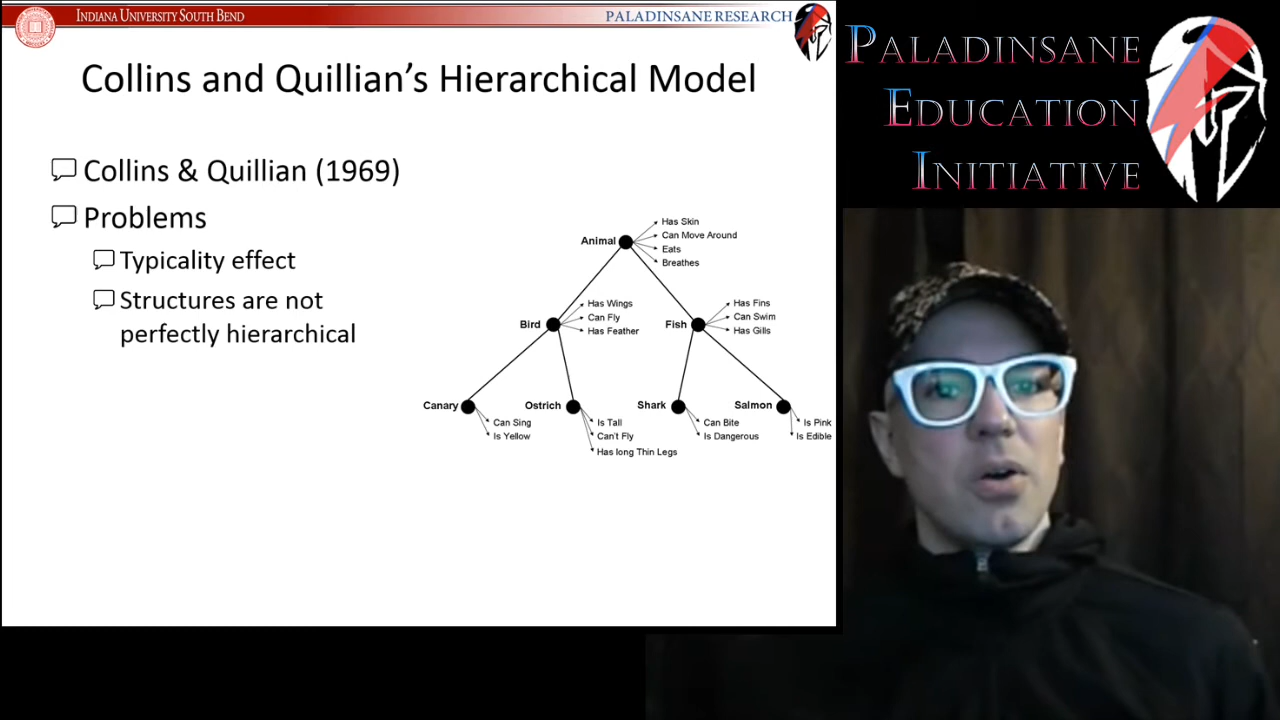 INDIANA UNIVERSITY SOUTH BEND
PALADINSANE RESEARCH
Collins and Quillian's Hierarchical Model
Collins & Quillian (1969)
Problems
Typicality effect
Structures are not
perfectly hierarchical
Animal
Has Skin
Can Move Around
Eats
Breathes
Bird
Has Wings
Can Fly
Has Feather
Fish
Has Fins
Can Swim
Has Gills
Canary
Can Sing
Is Yellow
Ostrich
Is Tall
Can't Fly
Has long Thin Legs
Shark
Can Bite
Is Dangerous
Salmon
Is Pink
Is Edible
PALADINSANE
EDUCATION
INITIATIVE